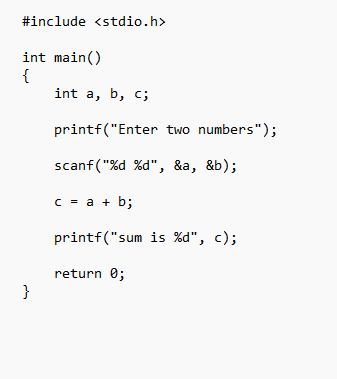 #include <stdio.h>
int main()
{
    int a, b, c;
    printf("Enter two numbers");
    scanf("%d %d", &a, &b);
    c = a + b;
    printf("sum is %d", c);
    return 0;
}